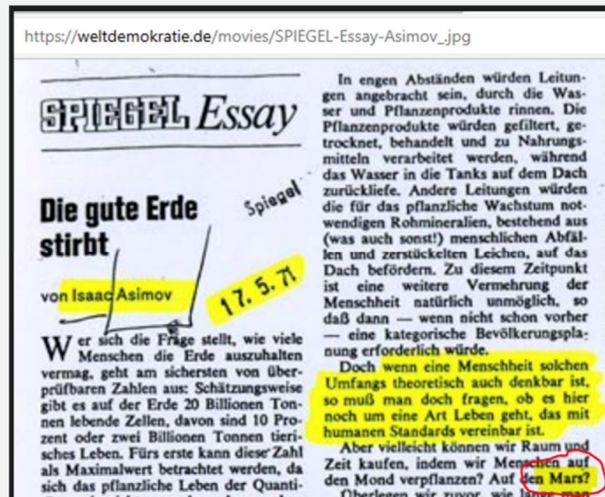 https://weltdemokratie.de/movies/SPIEGEL-Essay-Asimov_.jpg
SPIEGEL Essay
Die gute Erde
stirbt
Spiegel
von Isaac Asimov
17. 5. 71
Wer sich die Frage stellt, wie viele
Menschen die Erde auszuhalten
vermag, geht am sichersten von über-
prüfbaren Zahlen aus: Schätzungsweise
gibt es auf der Erde 20 Billionen Ton-
nen lebende Zellen, davon sind 10 Pro-
zent oder zwei Billionen Tonnen tieri-
sches Leben. Fürs erste kann diese Zahl
als Maximalwert betrachtet werden, da
sich das pflanzliche Leben der Quanti-
In engen Abständen würden Leitun-
gen angebracht sein, durch die Was-
ser und Pflanzenprodukte rinnen. Die
Pflanzenprodukte würden gefiltert, ge-
trocknet, behandelt und zu Nahrungs-
mitteln verarbeitet werden, während
das Wasser in die Tanks auf dem Dach
zurückliefe. Andere Leitungen würden
die für das pflanzliche Wachstum not-
wendigen Rohmineralien, bestehend aus
(was auch sonst!) menschlichen Abfäl-
len und zerstückelten Leichen, auf das
Dach befördern. Zu diesem Zeitpunkt
ist eine weitere Vermehrung der
Menschheit natürlich unmöglich, so
daß dann — wenn nicht schon vorher
— eine kategorische Bevölkerungspla-
nung erforderlich würde.
Doch wenn eine Menschheit solchen
Umfangs theoretisch auch denkbar ist,
so muß man doch fragen, ob es hier
noch um eine Art Leben geht, das mit
humanen Standards vereinbar ist.
Aber vielleicht können wir Raum und
Zeit kaufen, indem wir Menschen auf
den Mond verpflanzen? Auf den Mars?
Überlegen wir zuvor, wie lange man